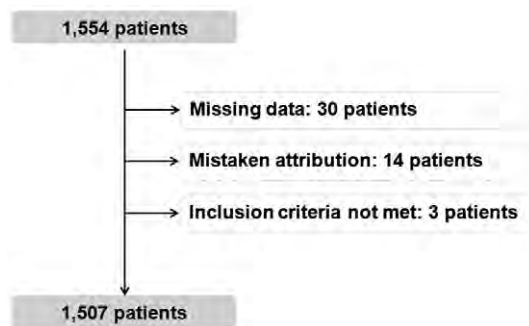 1,554 patients
Missing data: 30 patients
Mistaken attribution: 14 patients
Inclusion criteria not met: 3 patients
1,507 patients